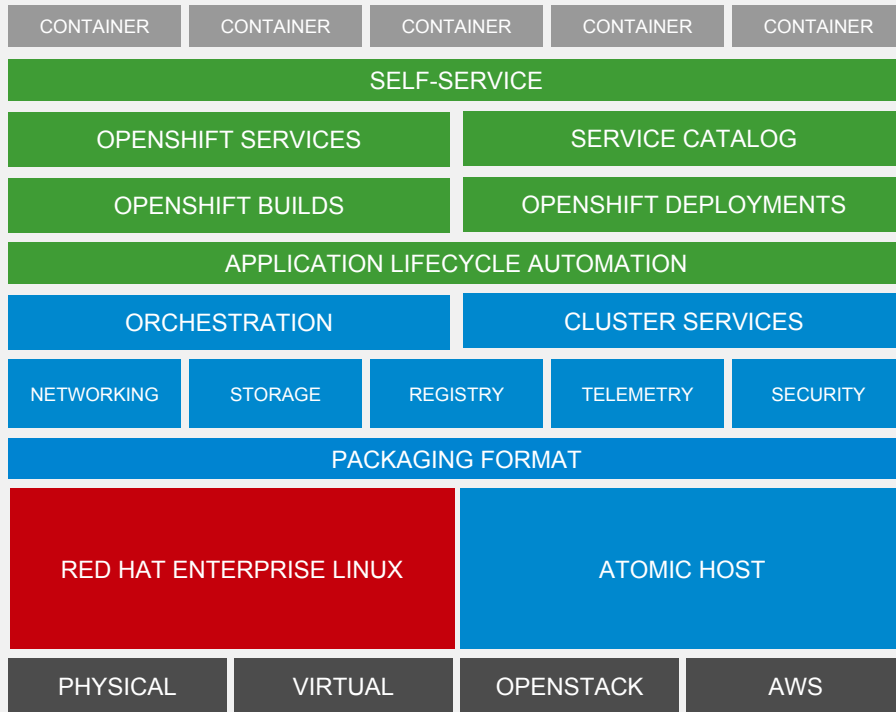 CONTAINER CONTAINER CONTAINER CONTAINER CONTAINER
SELF-SERVICE
OPENSHIFT SERVICES SERVICE CATALOG
OPENSHIFT BUILDS OPENSHIFT DEPLOYMENTS
APPLICATION LIFECYCLE AUTOMATION
ORCHESTRATION CLUSTER SERVICES
NETWORKING STORAGE REGISTRY TELEMETRY SECURITY
PACKAGING FORMAT
RED HAT ENTERPRISE LINUX ATOMIC HOST
PHYSICAL VIRTUAL OPENSTACK AWS